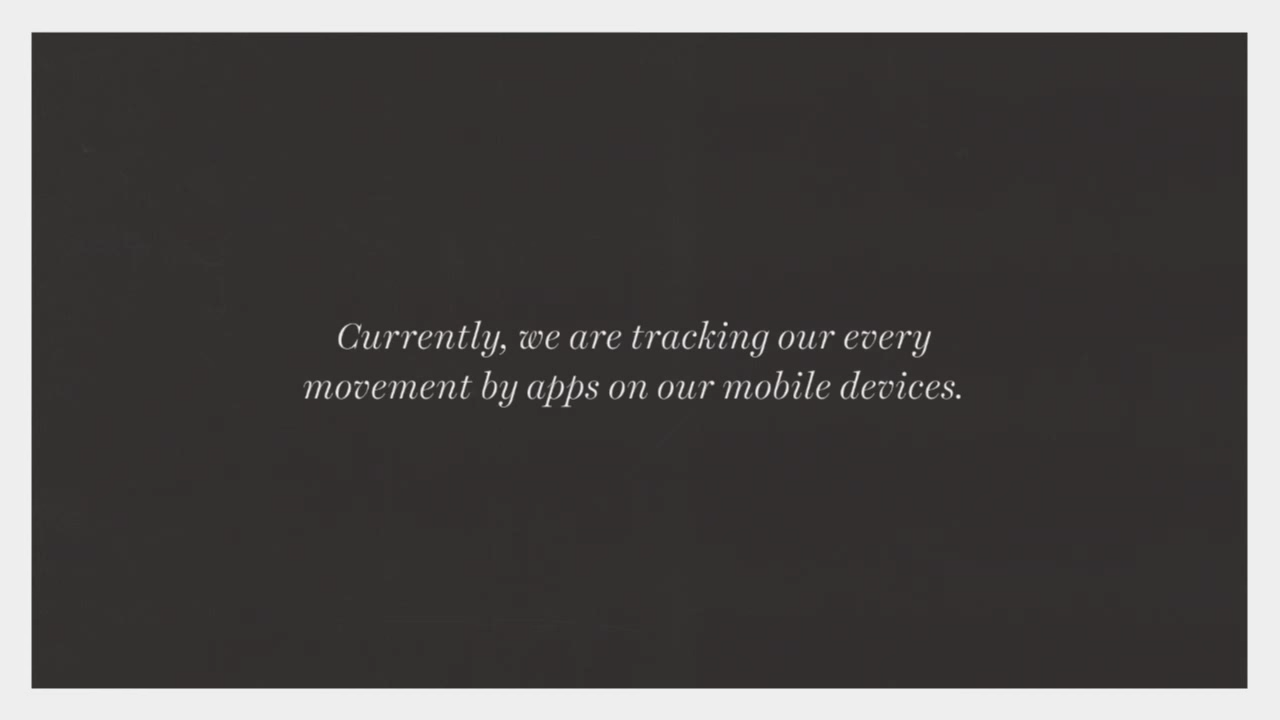 Currently, we are tracking our every
movement by apps on our mobile devices.